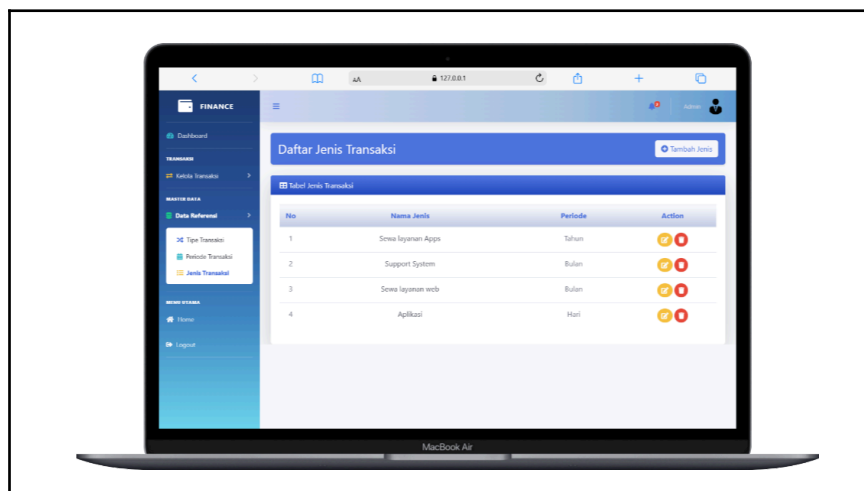 AA 127.0.0.1
FINANCE
Admin
Dashboard
TRANSAKSI
Kelola Transaksi
MASTER DATA
Data Referensi
Tipe Transaksi
Periode Transaksi
Jenis Transaksi
MENU UTAMA
Home
Logout
Daftar Jenis Transaksi
Tambah Jenis
Tabel Jenis Transaksi
No Nama Jenis Periode Action
1 Sewa layanan Apps Tahun
2 Support System Bulan
3 Sewa layanan web Bulan
4 Aplikasi Hari
MacBook Air